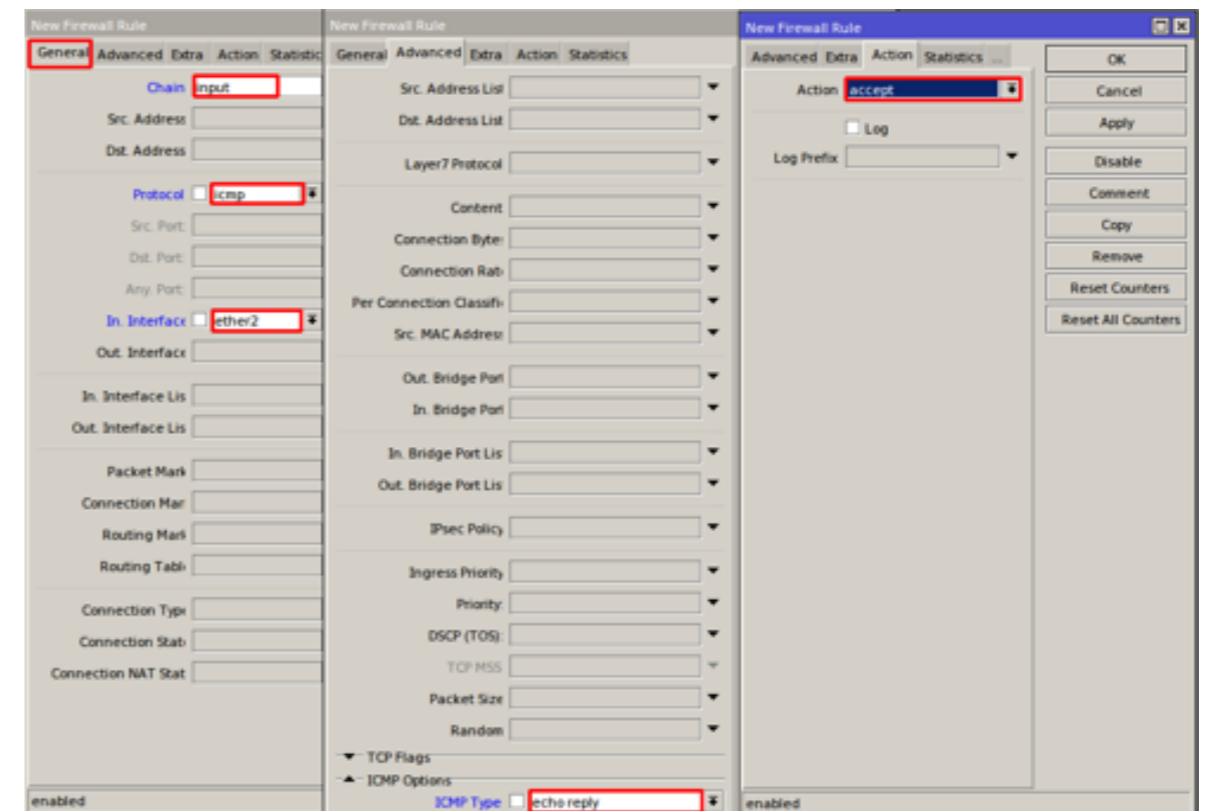 New Firewall Rule
General Advanced Extra Action Statistic
Chain input
Src. Address
Dst. Address
Protocol icmp
Src. Port:
Dst. Port:
Any. Port:
In. Interface ether2
Out. Interface
In. Interface Lis
Out. Interface Lis
Packet Mark
Connection Mar
Routing Mark
Routing Tabl
Connection Type
Connection Stat
Connection NAT Stat
enabled
New Firewall Rule
General Advanced Extra Action Statistics
Src. Address List
Dst. Address List
Layer7 Protocol
Content
Connection Byte
Connection Rat
Per Connection Classifi
Src. MAC Address
Out. Bridge Port
In. Bridge Port
In. Bridge Port Lis
Out. Bridge Port Lis
IPsec Policy
Ingress Priority
Priority:
DSCP (TOS):
TCP MSS
Packet Size
Random
TCP Flags
ICMP Options
ICMP Type echo reply
New Firewall Rule
Advanced Extra Action Statistics ...
Action accept
Log
Log Prefix
enabled
OK
Cancel
Apply
Disable
Comment
Copy
Remove
Reset Counters
Reset All Counters